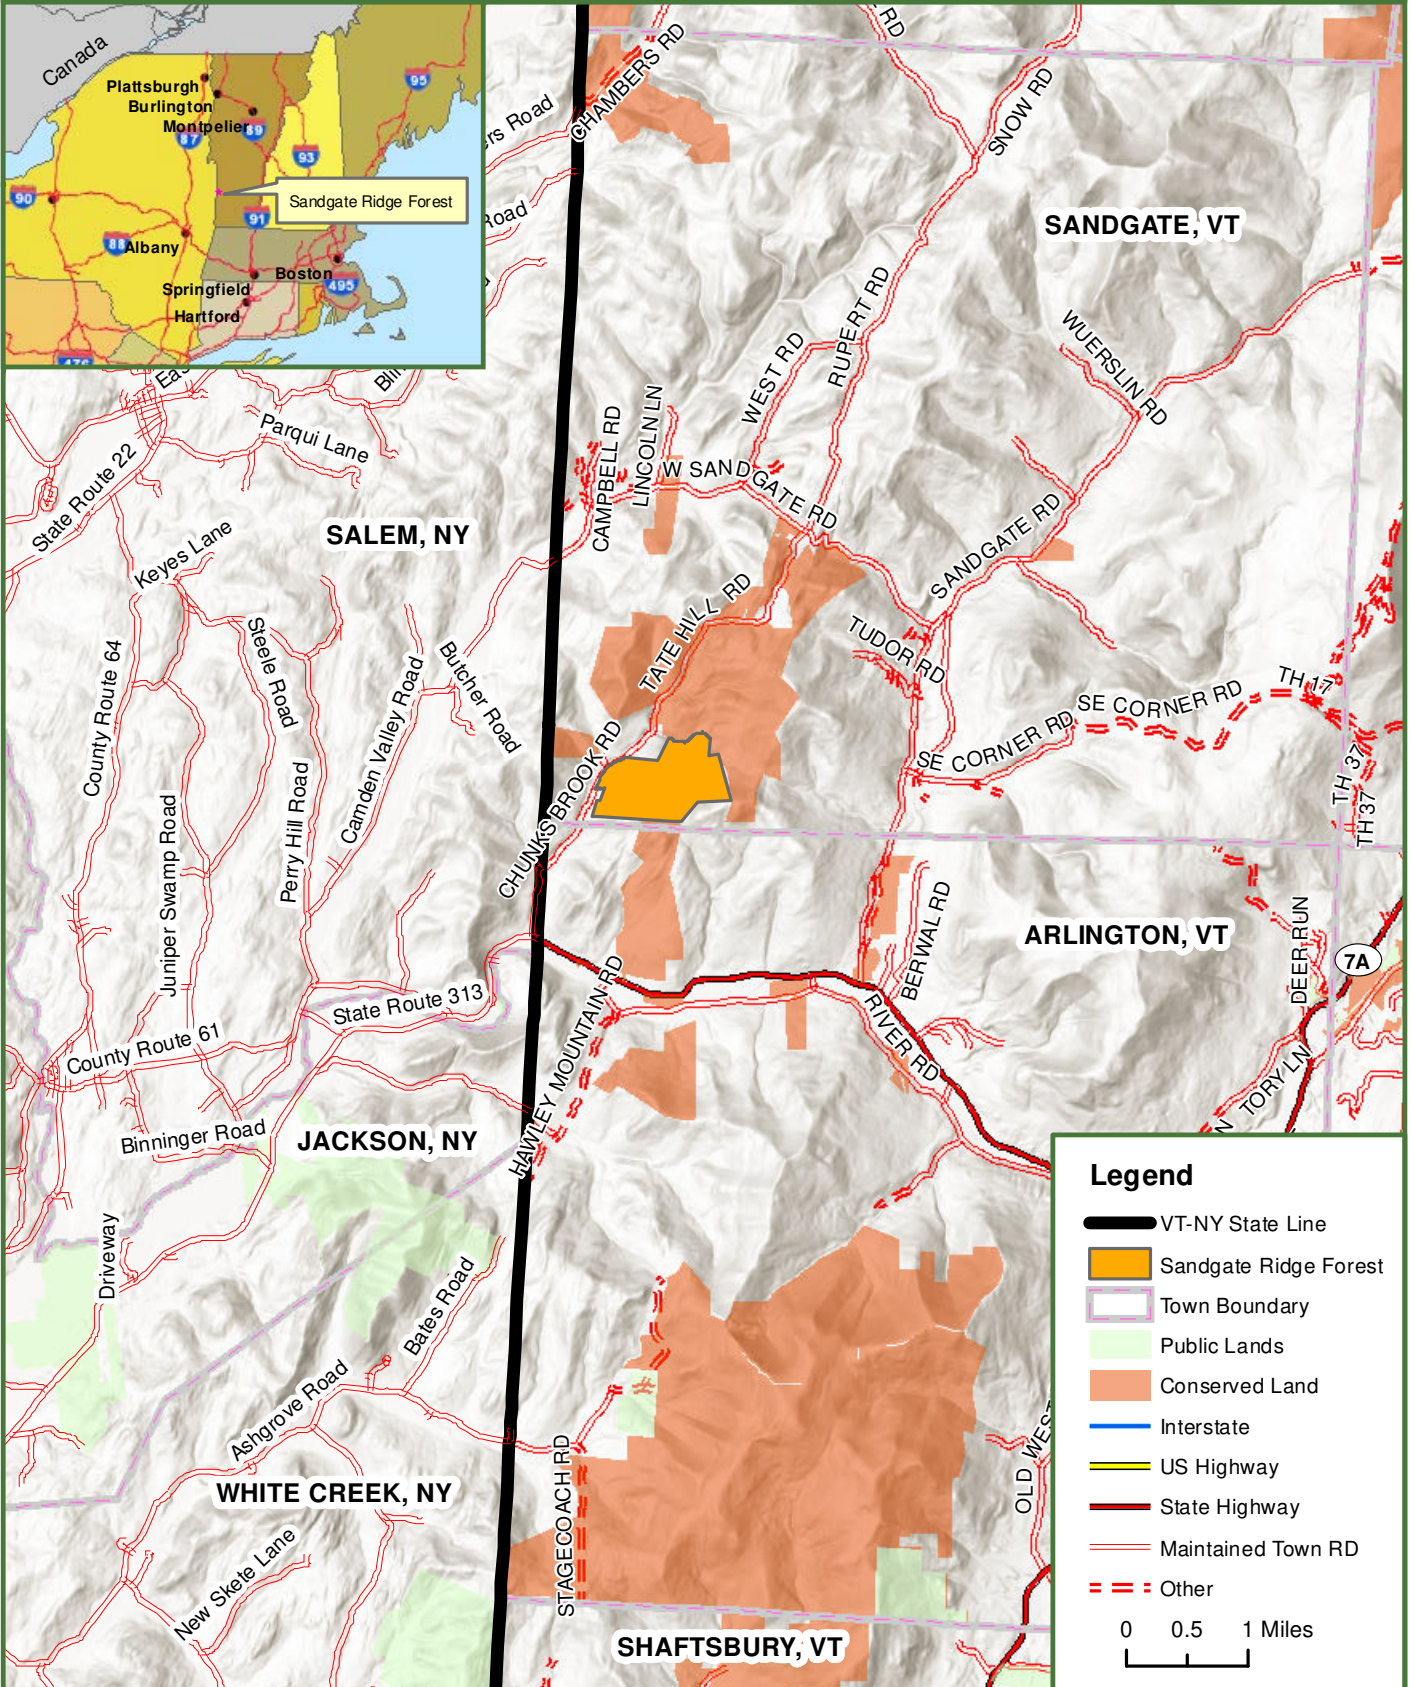 Canada
Plattsburgh
Burlington
Montpelier
95
87
89
93
90
Sandgate Ridge Forest
91
88
Albany
Boston
495
Springfield
Hartford
RD
CHAMBERS RD
ers Road
Road
SNOW RD
SANDGATE, VT
RUPERT RD
WEST RD
WUERSLIN RD
Parqui Lane
State Route 22
CAMPBELL RD
LINCOLN LN
W SANDGATE RD
SALEM, NY
Keyes Lane
SANDGATE RD
TATE HILL RD
TUDOR RD
Steele Road
County Route 64
Butcher Road
Camden Valley Road
TH 17
SE CORNER RD
SE CORNER RD
CHUNKS BROOK RD
Perry Hill Road
Juniper Swamp Road
TH 37
TH 37
BERWAL RD
ARLINGTON, VT
DEER RUN
7A
State Route 313
HAWLEY MOUNTAIN RD
RIVER RD
County Route 61
TORY LN
Binninger Road
JACKSON, NY
Driveway
Bates Road
Ashgrove Road
OLD WEST
WHITE CREEK, NY
STAGECOACH RD
New Skete Lane
SHAFTSBURY, VT
Legend
VT-NY State Line
Sandgate Ridge Forest
Town Boundary
Public Lands
Conserved Land
Interstate
US Highway
State Highway
Maintained Town RD
Other
0 0.5 1 Miles